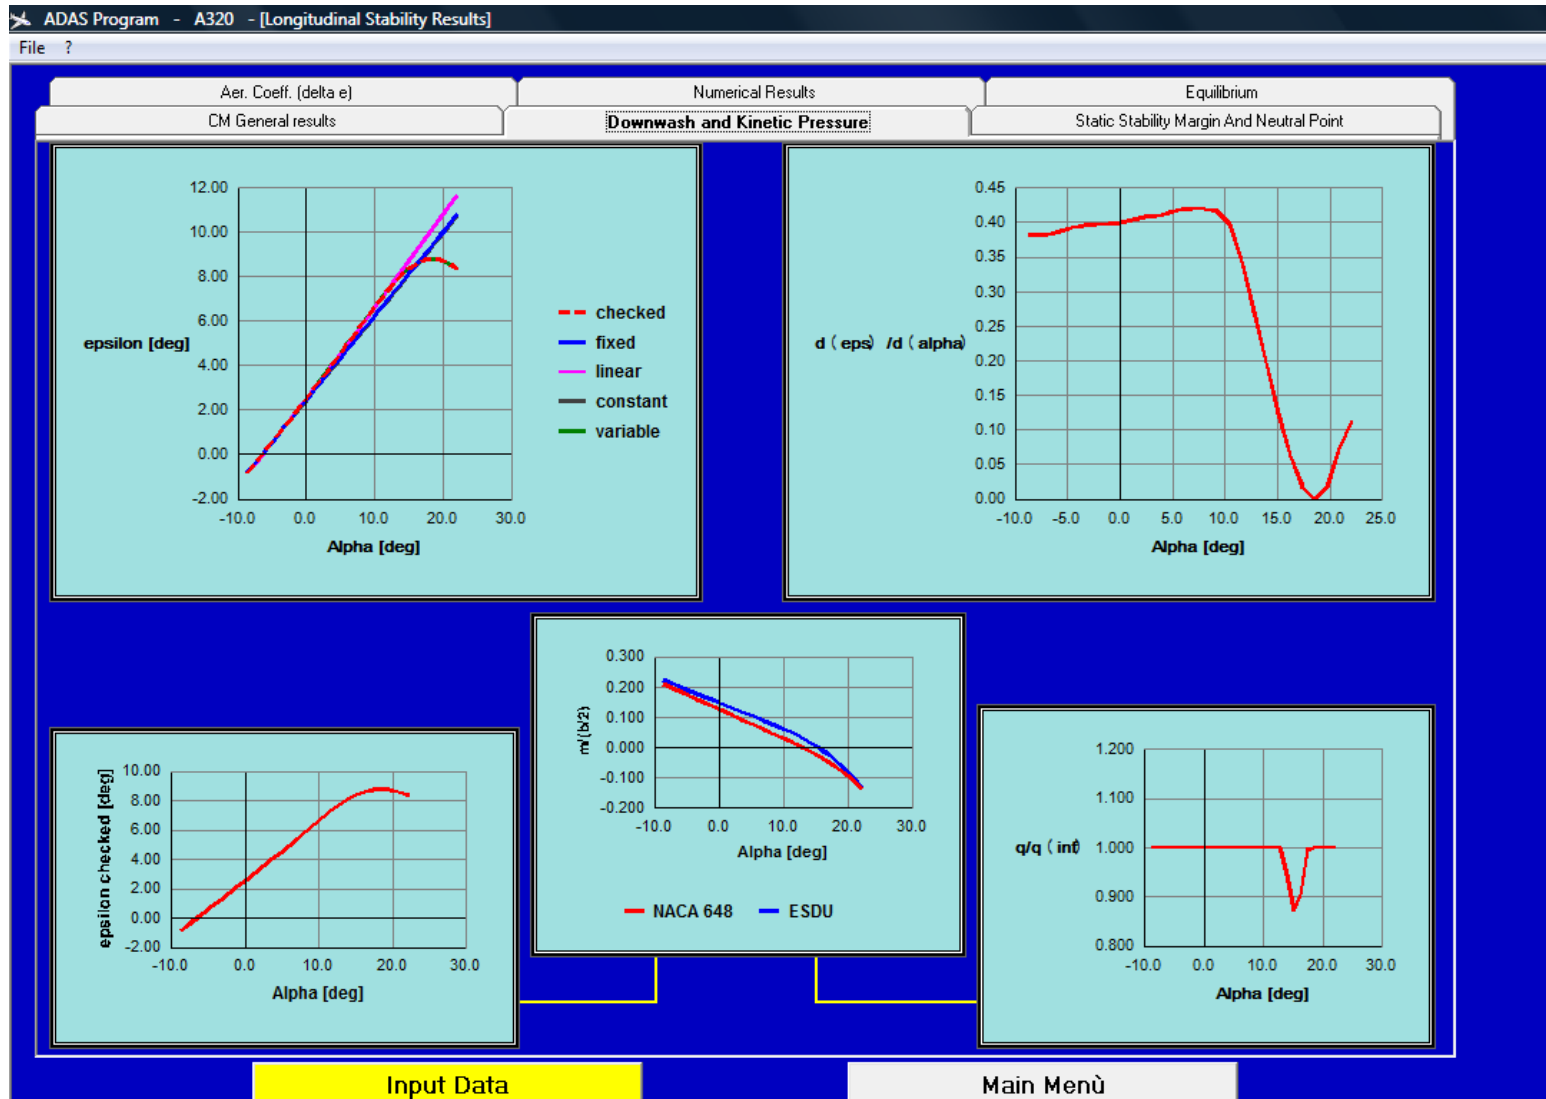 ADAS Program - A320 - [Longitudinal Stability Results]
File ?
Aer. Coeff. (delta e)
Numerical Results
Equilibrium
CM General results
Downwash and Kinetic Pressure
Static Stability Margin And Neutral Point
12.00
10.00
8.00
6.00
4.00
2.00
0.00
-2.00
epsilon [deg]
-10.0 0.0 10.0 20.0 30.0
Alpha [deg]
checked
fixed
linear
constant
variable
0.45
0.40
0.35
0.30
0.25
0.20
0.15
0.10
0.05
0.00
d ( eps) /d ( alpha)
-10.0 -5.0 0.0 5.0 10.0 15.0 20.0 25.0
Alpha [deg]
10.00
8.00
6.00
4.00
2.00
0.00
-2.00
epsilon checked [deg]
-10.0 0.0 10.0 20.0 30.0
Alpha [deg]
0.300
0.200
0.100
0.000
-0.100
-0.200
m/(b/2)
-10.0 0.0 10.0 20.0 30.0
Alpha [deg]
NACA 648 ESDU
1.200
1.100
1.000
0.900
0.800
q/q ( inf)
-10.0 0.0 10.0 20.0 30.0
Alpha [deg]
Input Data
Main Menù